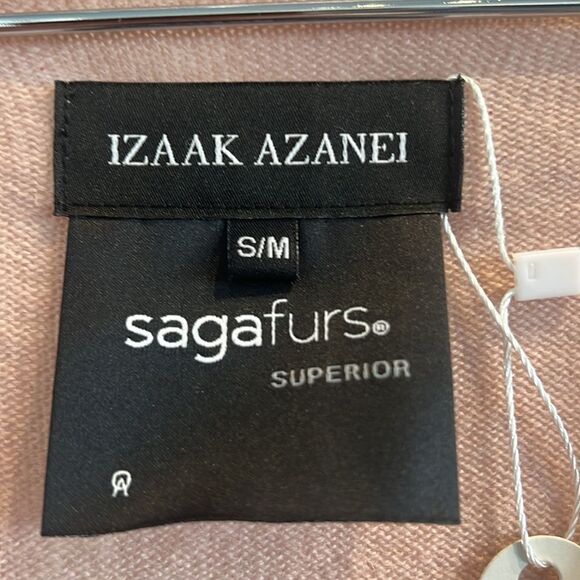 IZAAK AZANEI
S/M
sagafurs®
SUPERIOR